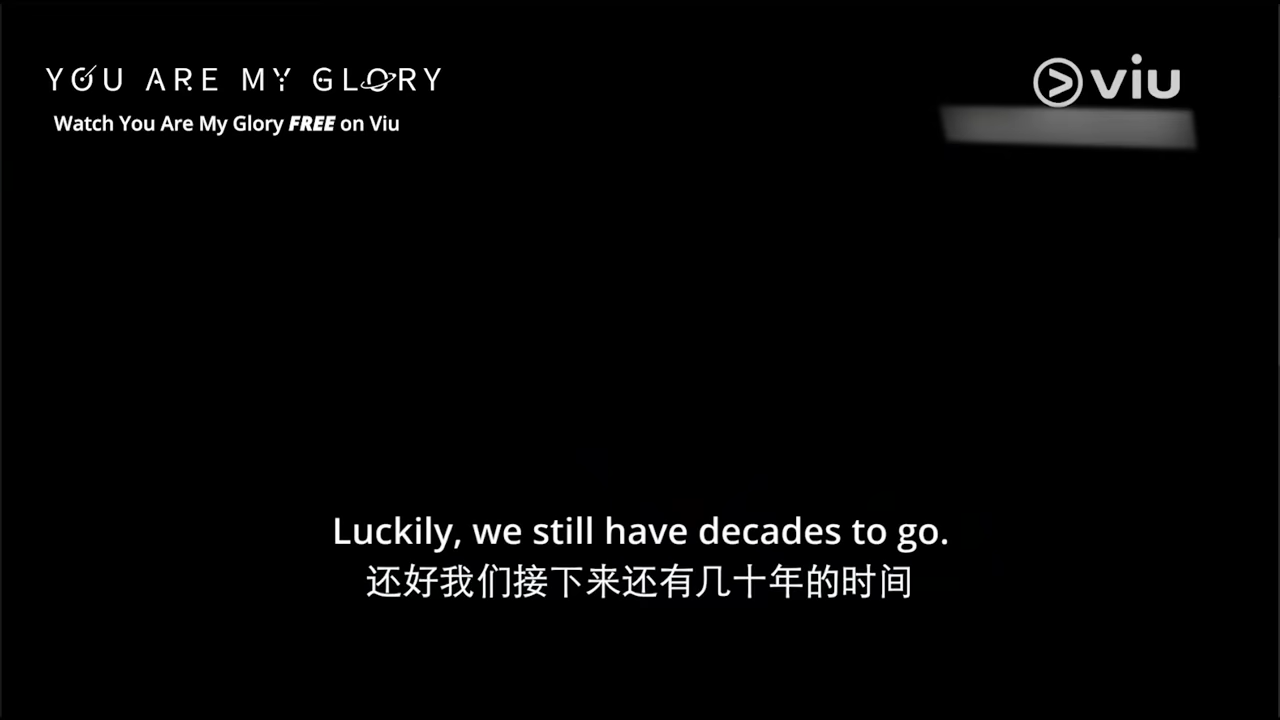 YOU ARE MY GLORY
viu
Watch You Are My Glory FREE on Viu
Luckily, we still have decades to go.
还好我们接下来还有几十年的时间